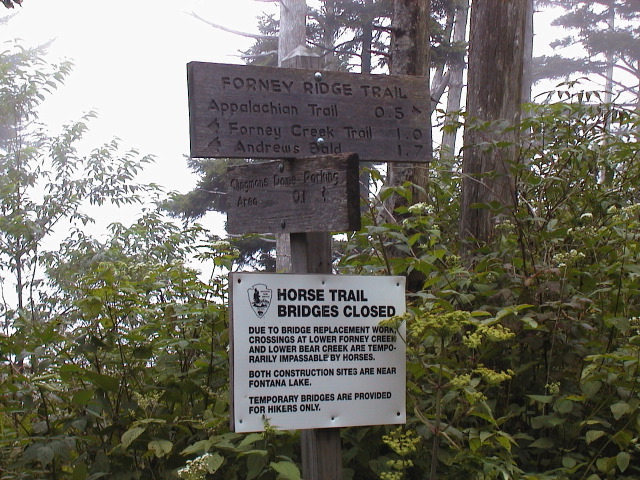 FORNEY RIDGE TRAIL
Appalachian Trail 0.5
Forney Creek Trail 1.0
Andrews Bald 1.7
Clingmans Dome Parking
Area 0.1
HORSE TRAIL
BRIDGES CLOSED
DUE TO BRIDGE REPLACEMENT WORK,
CROSSINGS AT LOWER FORNEY CREEK
AND LOWER BEAR CREEK ARE TEMPO-
RARILY IMPASSABLE BY HORSES.
BOTH CONSTRUCTION SITES ARE NEAR
FONTANA LAKE.
TEMPORARY BRIDGES ARE PROVIDED
FOR HIKERS ONLY.